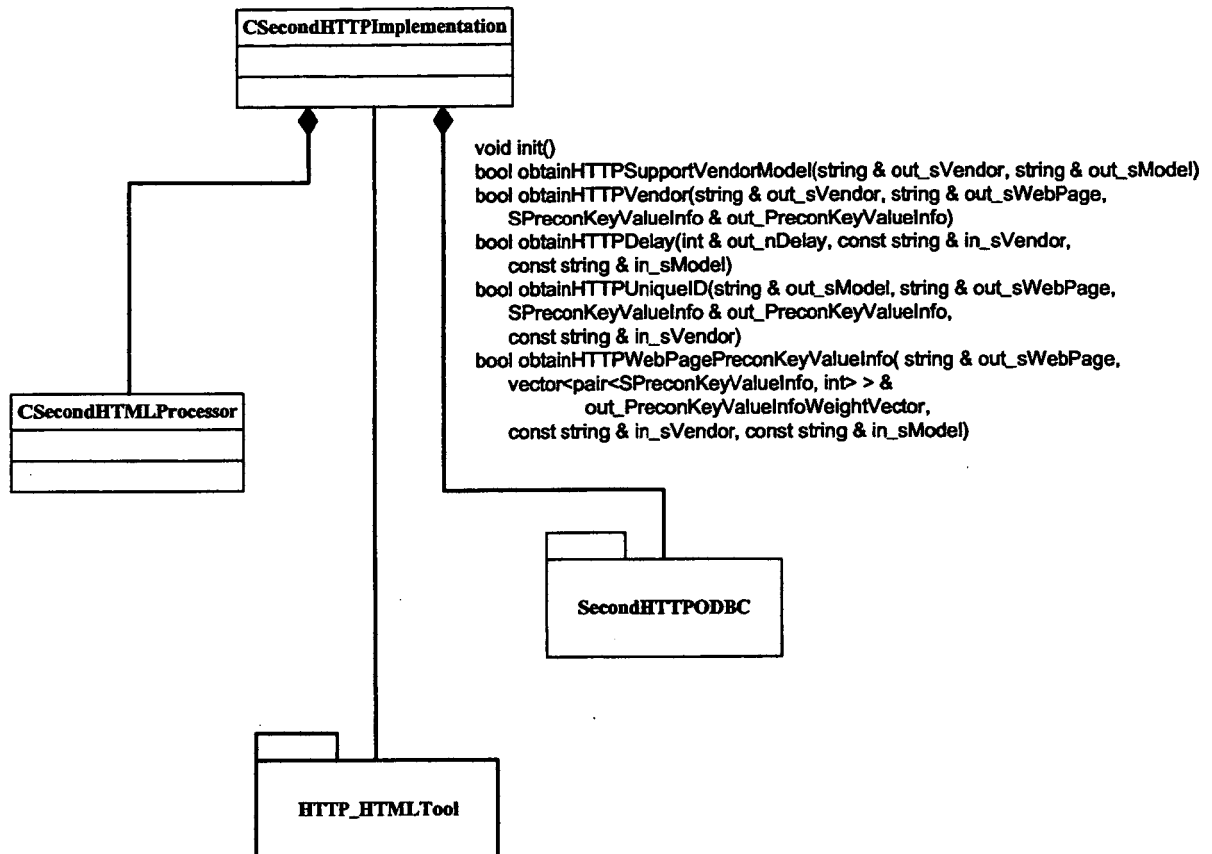 CSecondHTTPImplementation
void init()
bool obtainHTTPSupportVendorModel(string & out_sVendor, string & out_sModel)
bool obtainHTTPVendor(string & out_sVendor, string & out_sWebPage,
SPreconKeyValueInfo & out_PreconKeyValueInfo)
bool obtainHTTPDelay(int & out_nDelay, const string & in_sVendor,
const string & in_sModel)
bool obtainHTTPUniqueID(string & out_sModel, string & out_sWebPage,
SPreconKeyValueInfo & out_PreconKeyValueInfo,
const string & in_sVendor)
bool obtainHTTPWebPagePreconKeyValueInfo( string & out_sWebPage,
vector<pair<SPreconKeyValueInfo, int> > &
out_PreconKeyValueInfoWeightVector,
const string & in_sVendor, const string & in_sModel)
CSecondHTMLProcessor
SecondHTTPODBC
HTTP_HTMLTool